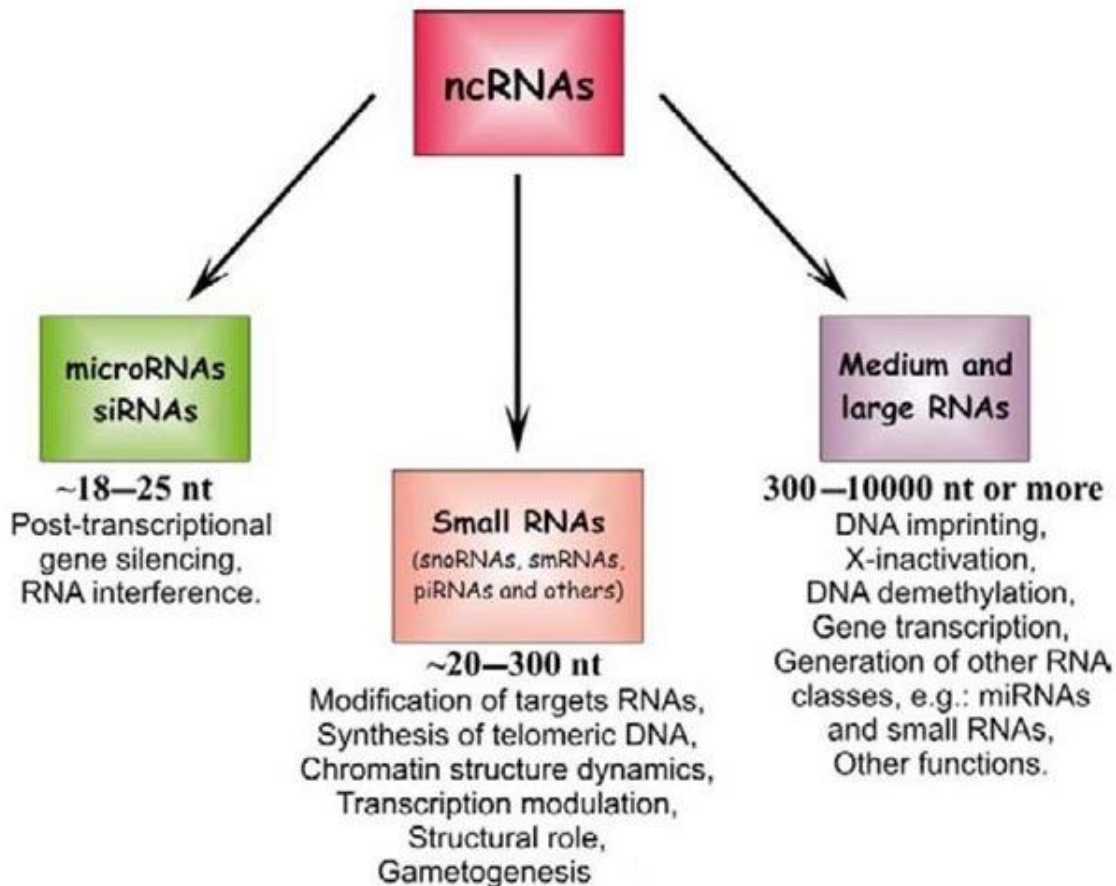 ncRNAs
microRNAs
siRNAs
~18–25 nt
Post-transcriptional
gene silencing,
RNA interference.
Small RNAs
(snoRNAs, smRNAs,
piRNAs and others)
~20–300 nt
Modification of targets RNAs,
Synthesis of telomeric DNA,
Chromatin structure dynamics,
Transcription modulation,
Structural role,
Gametogenesis
Medium and
large RNAs
300–10000 nt or more
DNA imprinting,
X-inactivation,
DNA demethylation,
Gene transcription,
Generation of other RNA
classes, e.g.: miRNAs
and small RNAs,
Other functions.